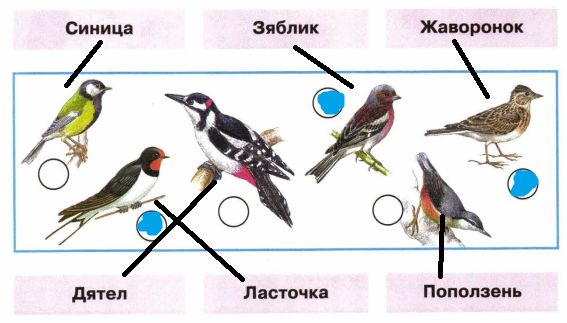 Синица
Зяблик
Жаворонок
Дятел
Ласточка
Поползень